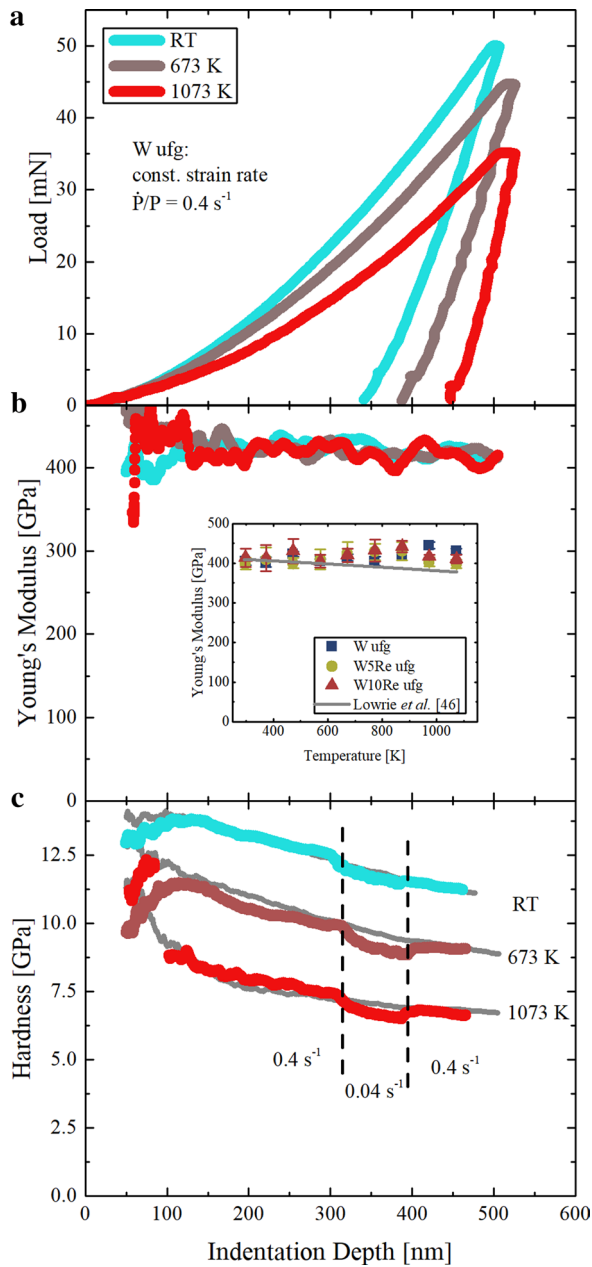 a
50
40
30
20
10
0
Load [mN]
RT
673 K
1073 K
W ufg:
const. strain rate
Ṗ/P = 0.4 s⁻¹
b
400
300
200
100
0
Young's Modulus [GPa]
500
400
300
200
100
0
Young's Modulus [GPa]
W ufg
W5Re ufg
W10Re ufg
Lowrie et al. [46]
400 600 800 1000
Temperature [K]
c
12.5
10.0
7.5
5.0
2.5
0.0
Hardness [GPa]
RT
673 K
1073 K
0.4 s⁻¹
0.04 s⁻¹
0.4 s⁻¹
0 100 200 300 400 500 600
Indentation Depth [nm]